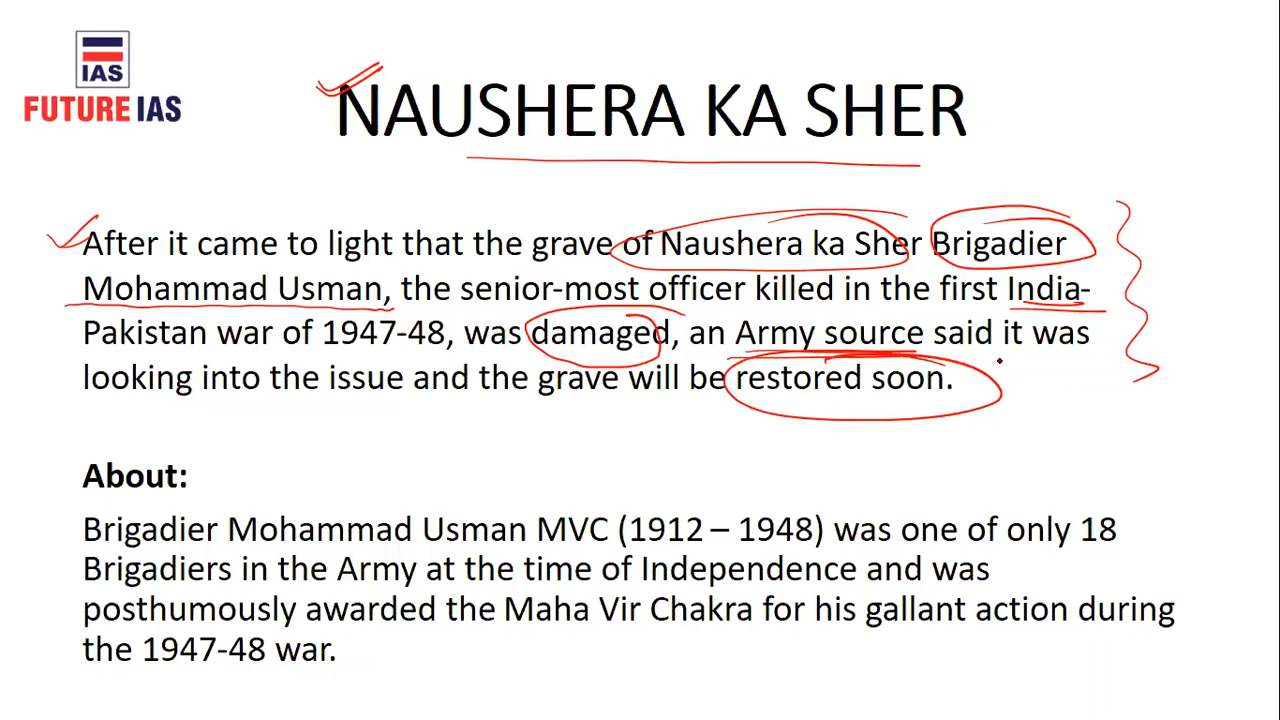 IAS
FUTURE IAS
NAUSHERA KA SHER
After it came to light that the grave of Naushera ka Sher Brigadier
Mohammad Usman, the senior-most officer killed in the first India-
Pakistan war of 1947-48, was damaged, an Army source said it was
looking into the issue and the grave will be restored soon.
About:
Brigadier Mohammad Usman MVC (1912 – 1948) was one of only 18
Brigadiers in the Army at the time of Independence and was
posthumously awarded the Maha Vir Chakra for his gallant action during
the 1947-48 war.